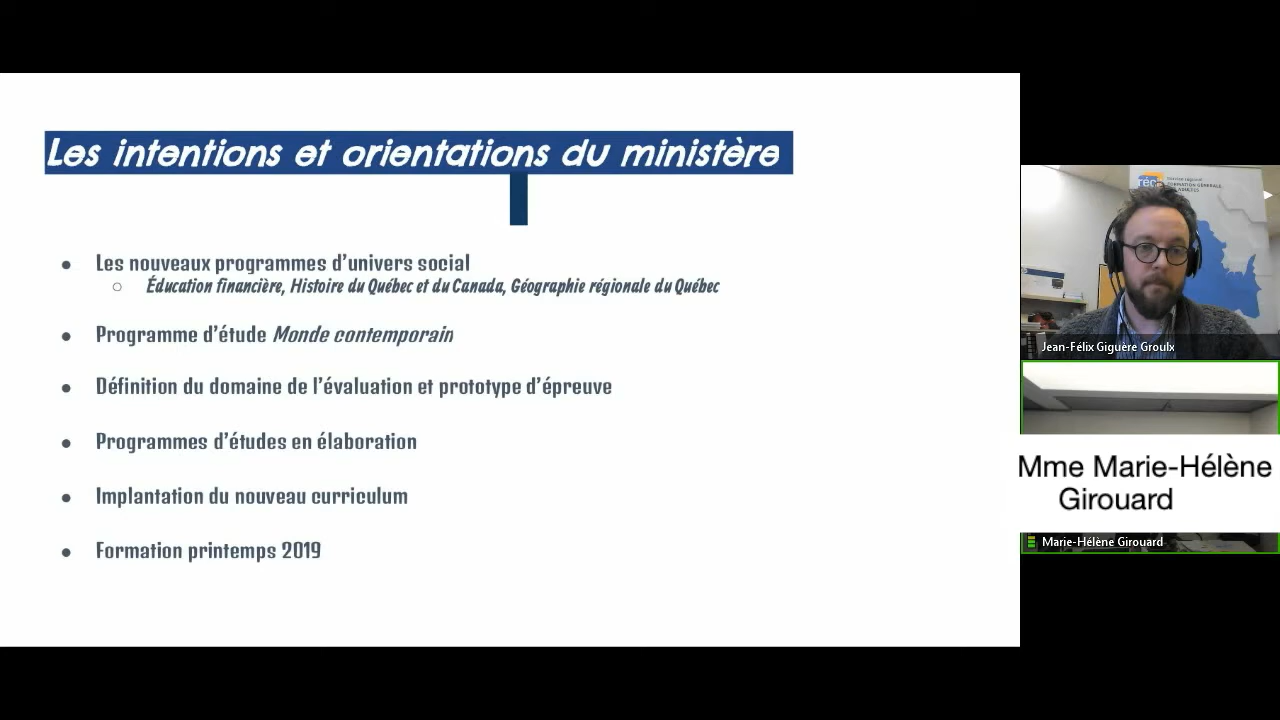 Les intentions et orientations du ministère
● Les nouveaux programmes d'univers social
○ Éducation financière, Histoire du Québec et du Canada, Géographie régionale du Québec
● Programme d'étude Monde contemporain
● Définition du domaine de l'évaluation et prototype d'épreuve
● Programmes d'études en élaboration
● Implantation du nouveau curriculum
● Formation printemps 2019
FORMATION GÉNÉRALE
Jean-Félix Giguère Groulx
Mme Marie-Hélène
Girouard
Marie-Hélène Girouard